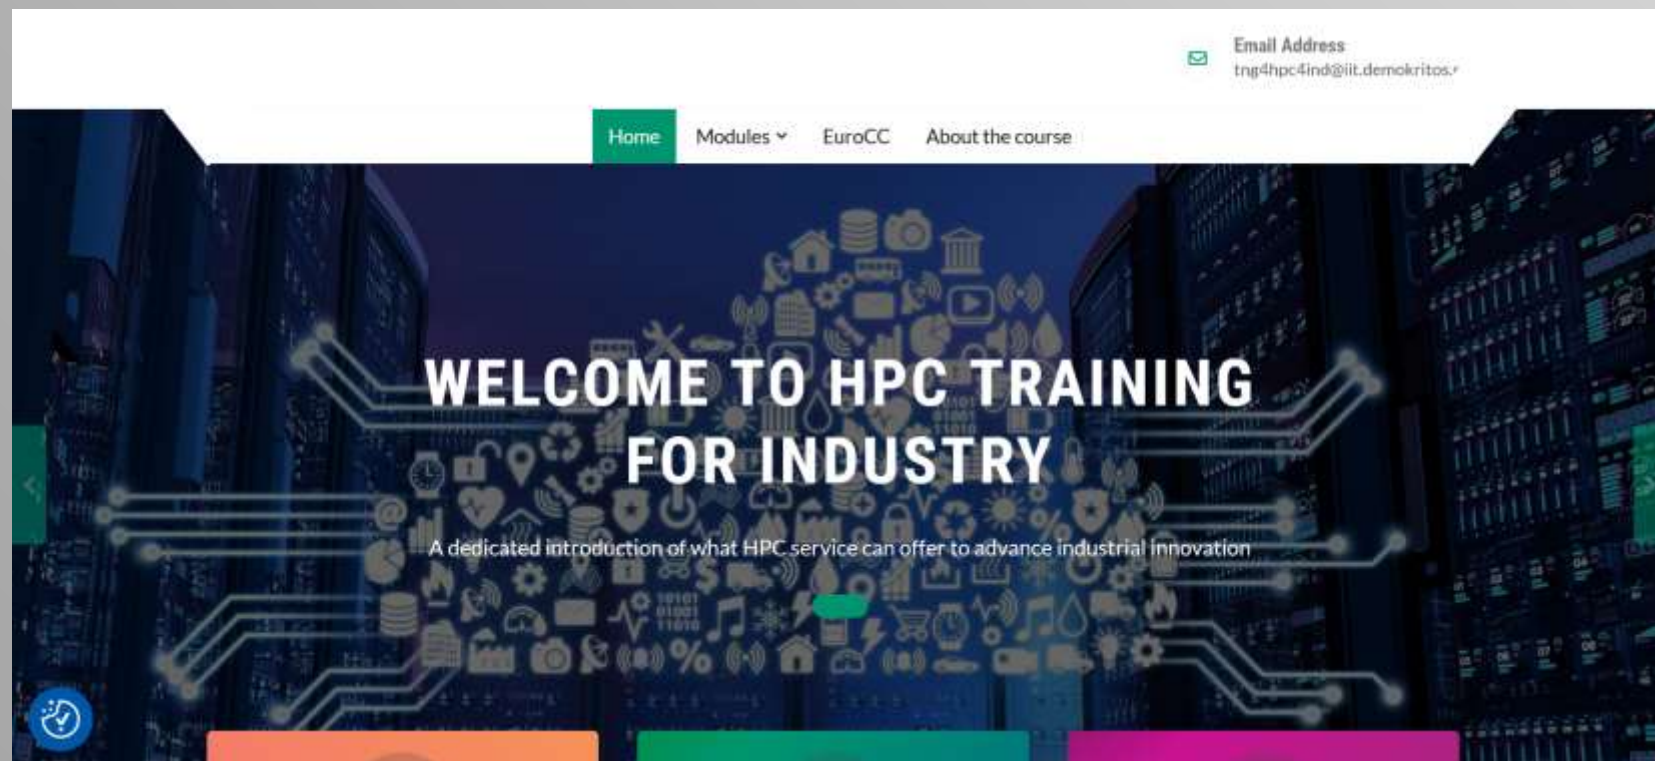 Email Address
tng4hpc4ind@iit.demokritos.
Home Modules EuroCC About the course
WELCOME TO HPC TRAINING
FOR INDUSTRY
A dedicated introduction of what HPC service can offer to advance industrial innovation